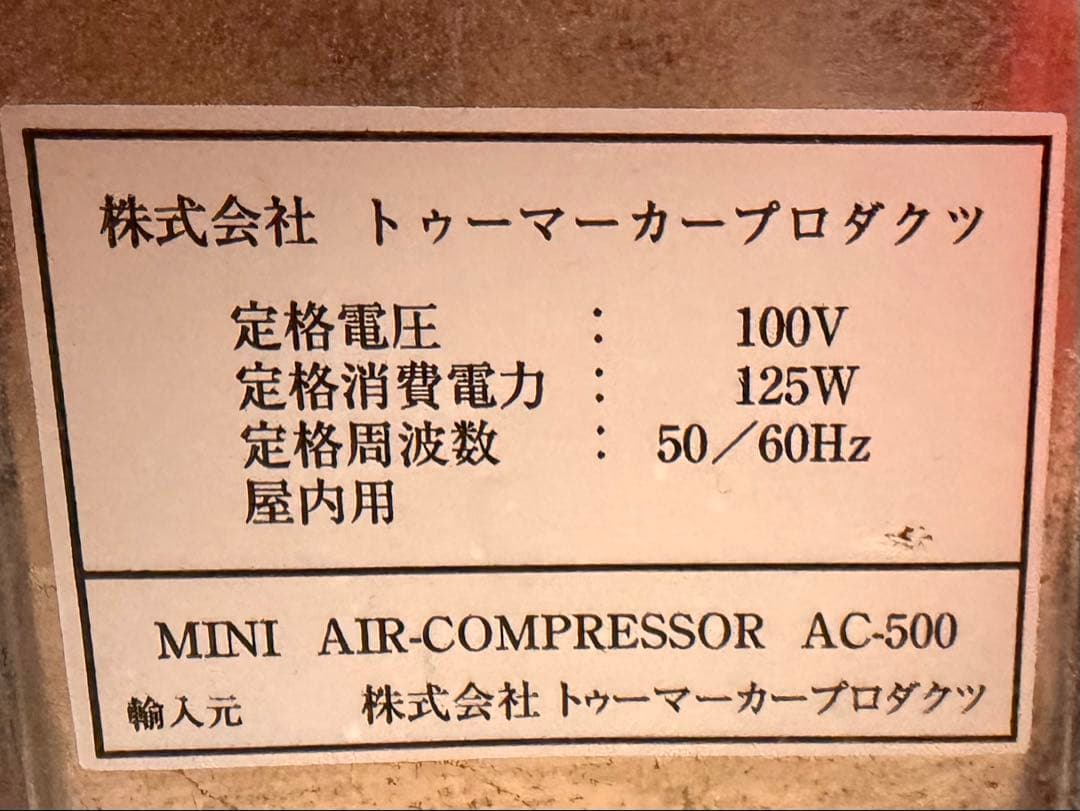 株式会社 トゥーマーカープロダクツ
定格電圧 : 100V
定格消費電力 : 125W
定格周波数 : 50／60Hz
屋内用
MINI AIR-COMPRESSOR AC-500
輸入元 株式会社トゥーマーカープロダクツ